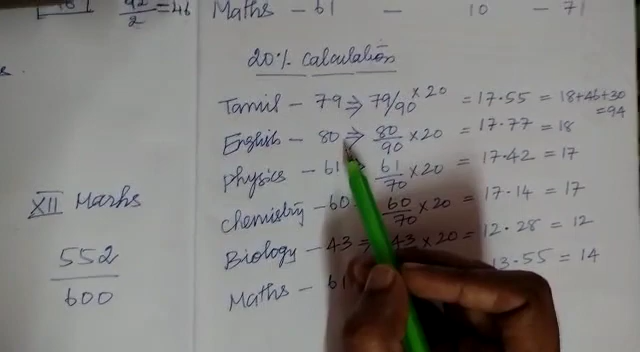 92/2 = 46
Maths - 61 - 10 - 71
20% Calculation
Tamil - 79 ⇒ 79/90 × 20 = 17.55 = 18+46+30
= 94
English - 80 ⇒ 80/90 × 20 = 17.77 = 18
Physics - 61 61/70 × 20 = 17.42 = 17
Chemistry - 60 60/70 × 20 = 17.14 = 17
Biology - 43 = 43 × 20 = 12.28 = 12
Maths - 61 13.55 = 14
XII Marks
552/600